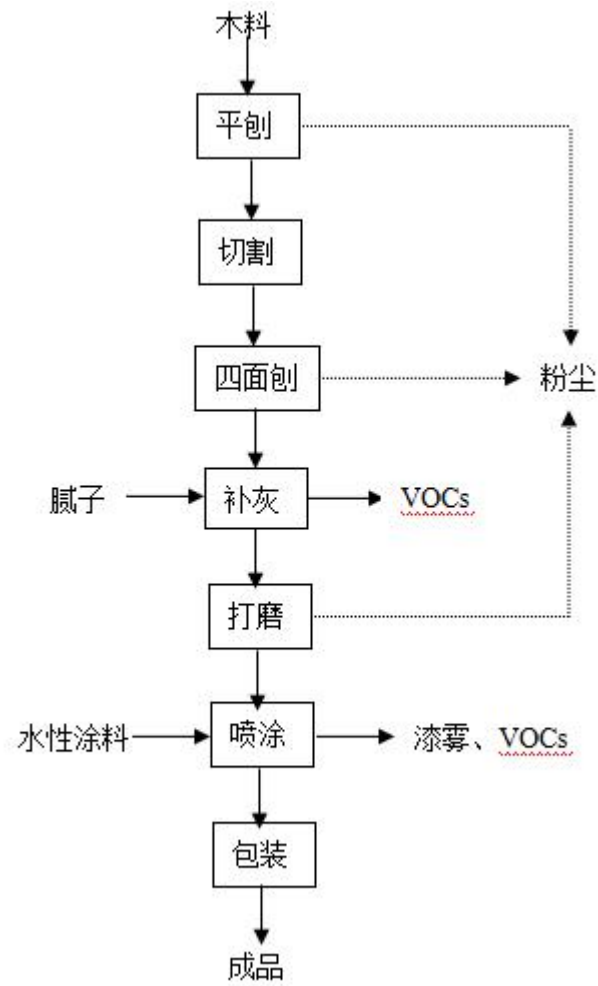 木料
平刨
切割
四面刨
粉尘
腻子
补灰
VOCs
打磨
水性涂料
喷涂
漆雾、VOCs
包装
成品